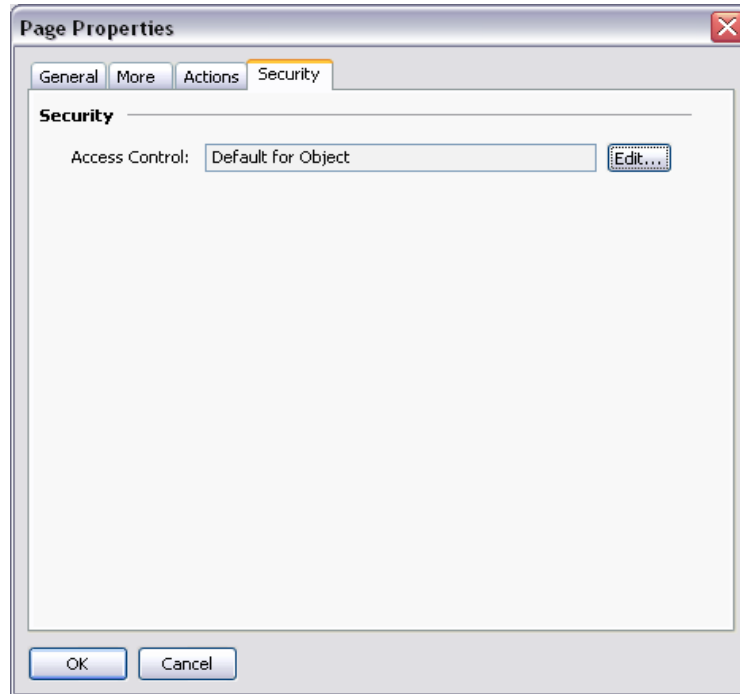 Page Properties
General More Actions Security
Security
Access Control: Default for Object Edit...
OK Cancel